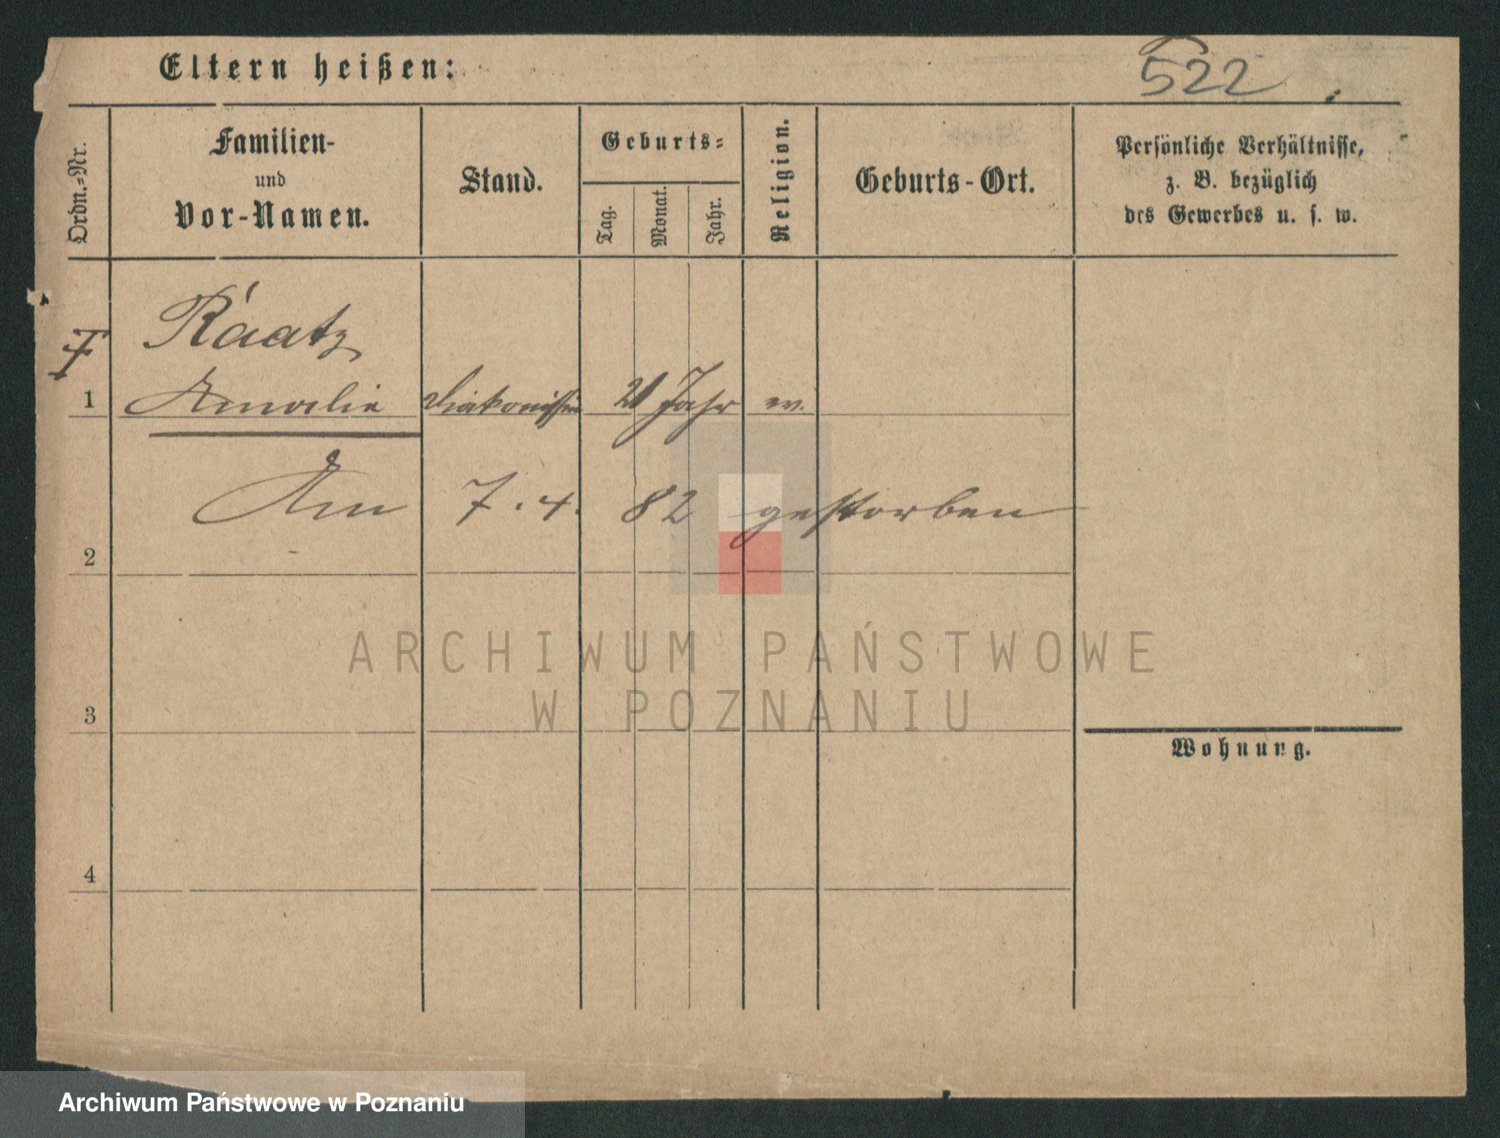 Eltern heißen:
522
Ordn.=Nr.
Familien-
und
Vor-Namen.
Stand.
Geburts=
Tag.
Monat.
Jahr.
Religion.
Geburts-Ort.
Persönliche Verhältnisse,
z. B. bezüglich
des Gewerbes u. s. w.
Raatz
1 Amalie Diakonissin Jahr ev.
Am 7. 4. 82 gestorben
2
3
4
Wohnung.
ARCHIWUM PAŃSTWOWE
W POZNANIU
Archiwum Państwowe w Poznaniu